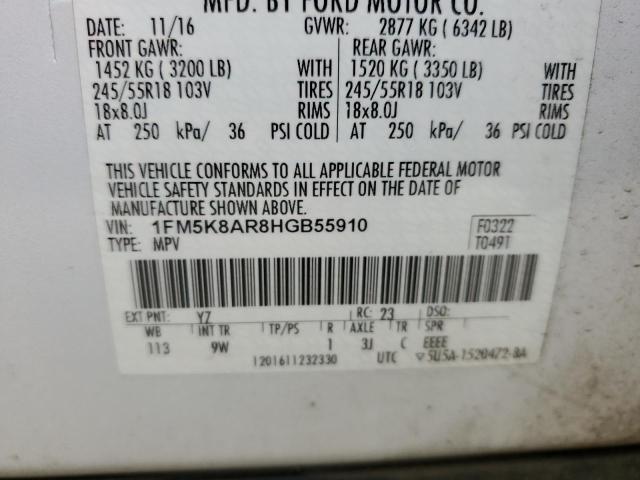 MFD. BY FORD MOTOR CO.
DATE: 11/16 GVWR: 2877 KG ( 6342 LB)
FRONT GAWR: REAR GAWR:
1452 KG ( 3200 LB) WITH 1520 KG ( 3350 LB) WITH
245/55R18 103V TIRES 245/55R18 103V TIRES
18x8.0J RIMS 18x8.0J RIMS
AT 250 kPa/ 36 PSI COLD AT 250 kPa/ 36 PSI COLD
THIS VEHICLE CONFORMS TO ALL APPLICABLE FEDERAL MOTOR
VEHICLE SAFETY STANDARDS IN EFFECT ON THE DATE OF
MANUFACTURE SHOWN ABOVE.
VIN: 1FM5K8AR8HGB55910 F0322
TYPE: MPV T0491
EXT PNT: YZ RC: 23 DSO:
WB INT TR TP/PS R AXLE TR SPR
113 9W 1 3J C EEEE
1201611232330 UTC 5U5A-1520472-BA